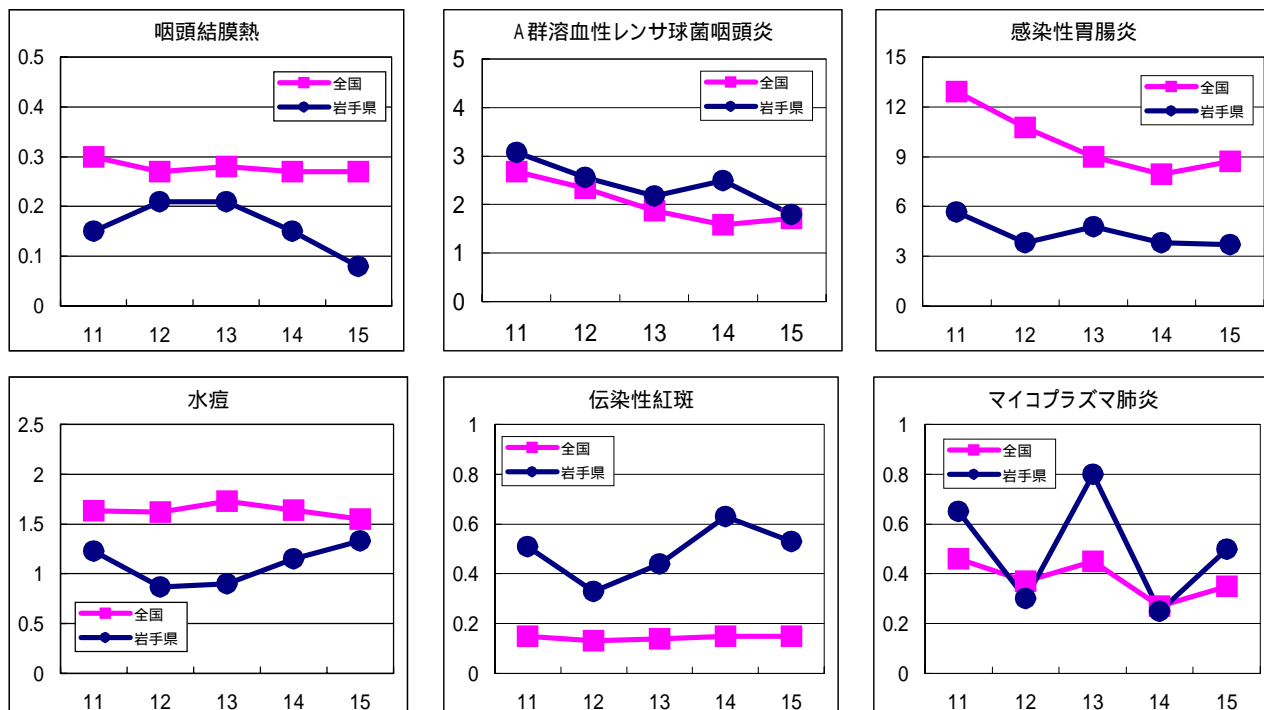 咽頭結膜熱
0.5
0.4
0.3
0.2
0.1
0
全国
岩手県
11 12 13 14 15
A群溶血性レンサ球菌咽頭炎
5
4
3
2
1
0
全国
岩手県
11 12 13 14 15
感染性胃腸炎
15
12
9
6
3
0
全国
岩手県
11 12 13 14 15
水痘
2.5
2
1.5
1
0.5
0
全国
岩手県
11 12 13 14 15
伝染性紅斑
1
0.8
0.6
0.4
0.2
0
全国
岩手県
11 12 13 14 15
マイコプラズマ肺炎
1
0.8
0.6
0.4
0.2
0
全国
岩手県
11 12 13 14 15